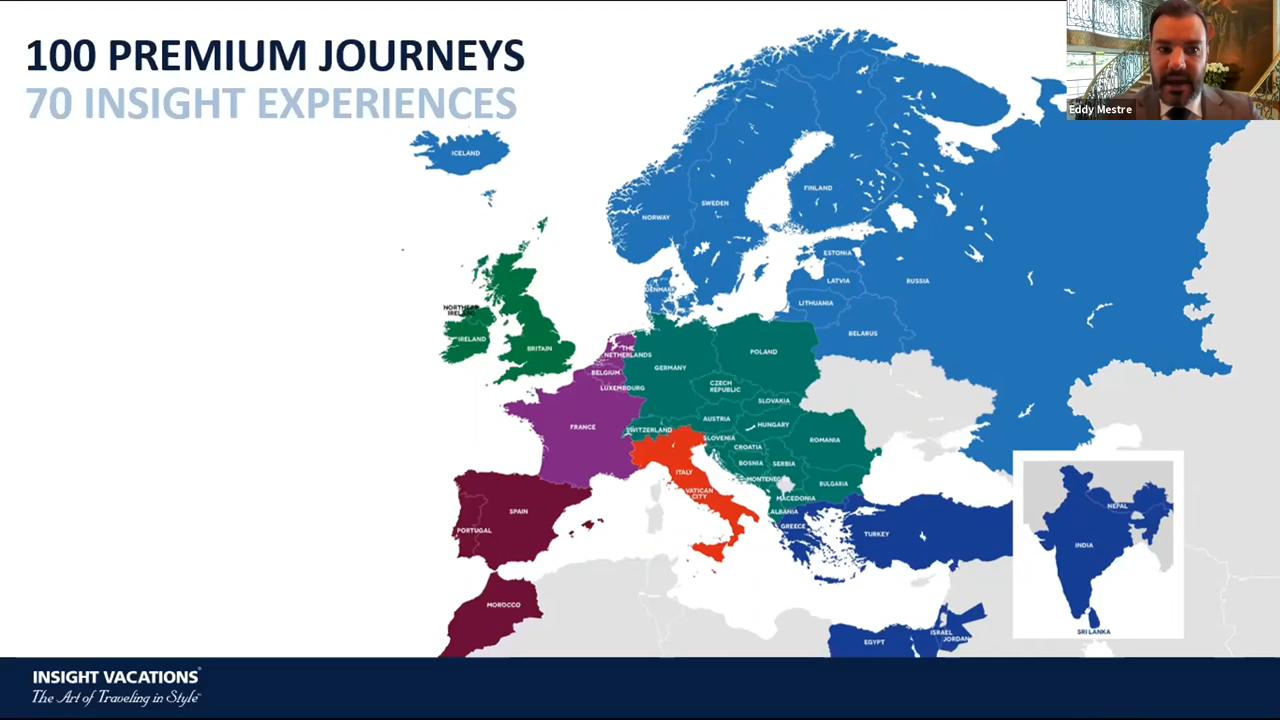 100 PREMIUM JOURNEYS
70 INSIGHT EXPERIENCES
Eddy Mestre
ICELAND
NORWAY
SWEDEN
FINLAND
ESTONIA
LATVIA
LITHUANIA
RUSSIA
BELARUS
DENMARK
NORTHERN
IRELAND
IRELAND
BRITAIN
THE
NETHERLANDS
BELGIUM
LUXEMBOURG
GERMANY
POLAND
CZECH
REPUBLIC
SLOVAKIA
AUSTRIA
HUNGARY
FRANCE
SWITZERLAND
SLOVENIA
CROATIA
ROMANIA
BOSNIA
SERBIA
ITALY
MONTENEGRO
BULGARIA
VATICAN
CITY
MACEDONIA
ALBANIA
GREECE
TURKEY
SPAIN
PORTUGAL
MOROCCO
EGYPT
ISRAEL
JORDAN
NEPAL
INDIA
SRI LANKA
INSIGHT VACATIONS®
The Art of Traveling in Style™